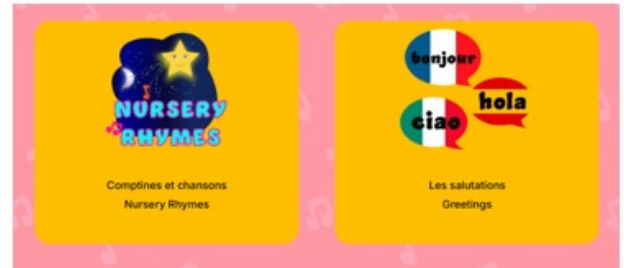 NURSERY
RHYMES
Comptines et chansons
Nursery Rhymes
bonjour
hola
ciao
Les salutations
Greetings